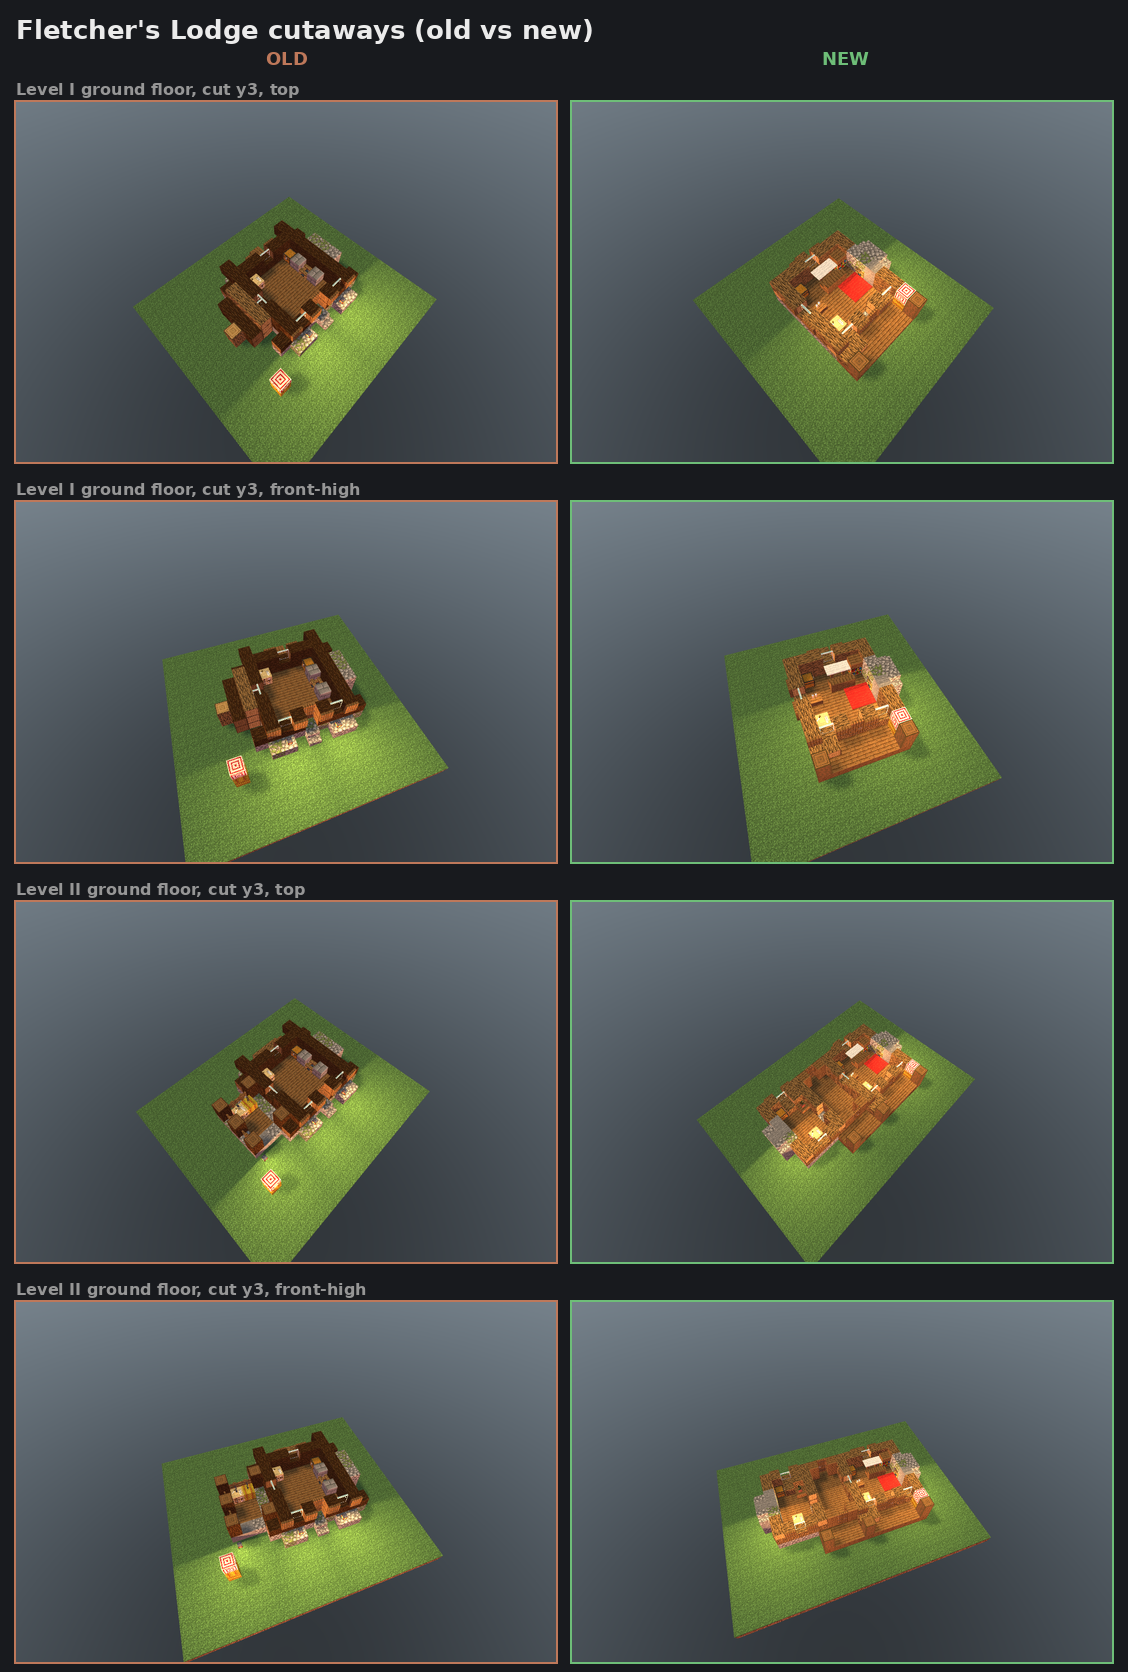 Fletcher's Lodge cutaways (old vs new)
OLD NEW
Level I ground floor, cut y3, top
Level I ground floor, cut y3, front-high
Level II ground floor, cut y3, top
Level II ground floor, cut y3, front-high